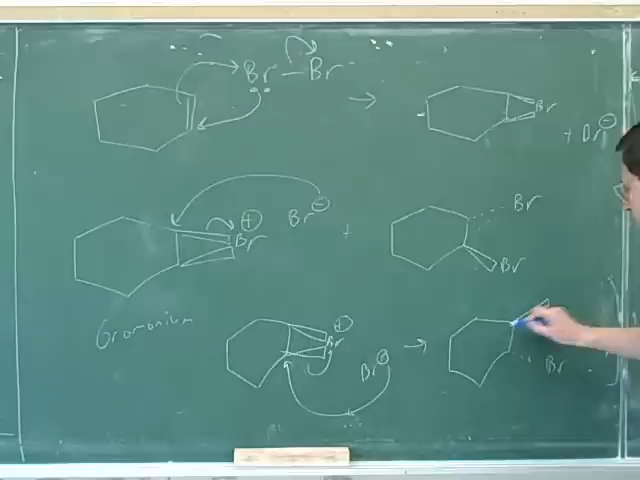 Br — Br → Br + Br⊖
⊕ Br Br⊖ + Br Br
Bromonium
⊕ Br Br⊖ → Br